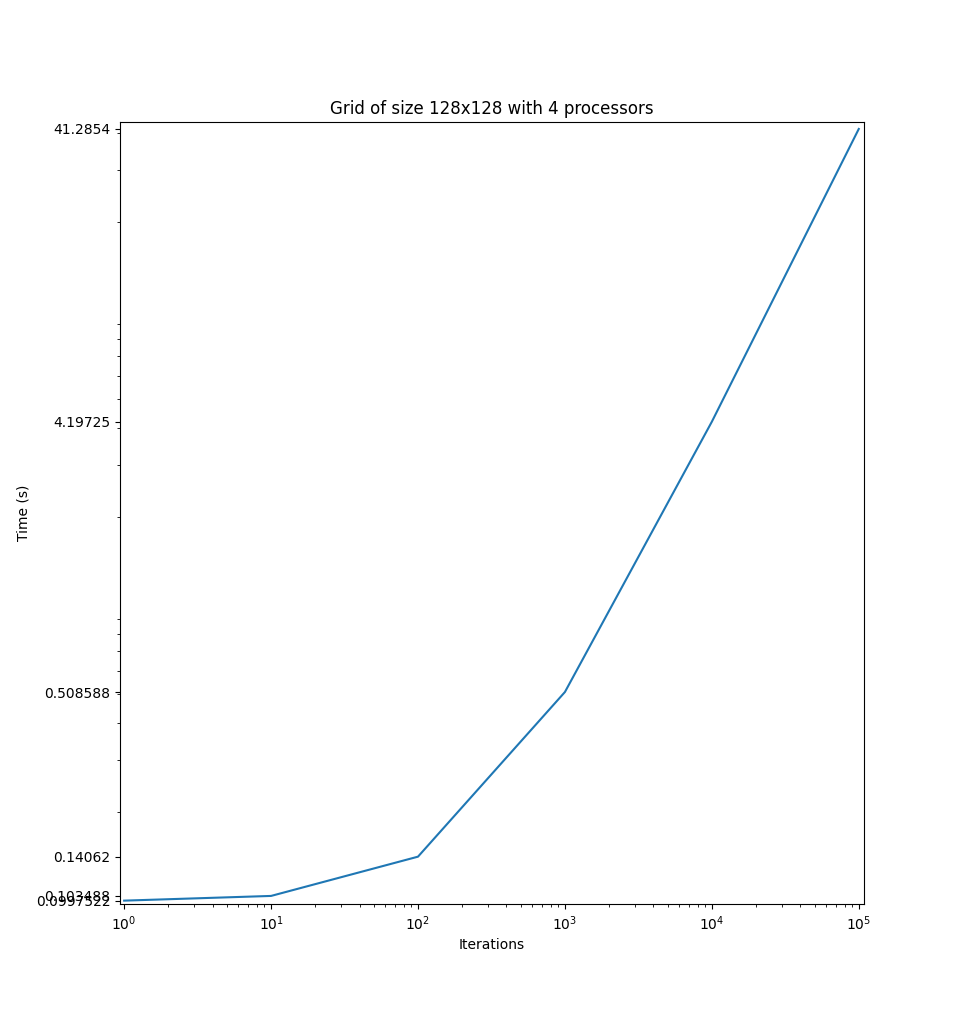 Grid of size 128x128 with 4 processors
41.2854
4.19725
Time (s)
0.508588
0.14062
0.103488
0.0997522
10^0 10^1 10^2 10^3 10^4 10^5
Iterations